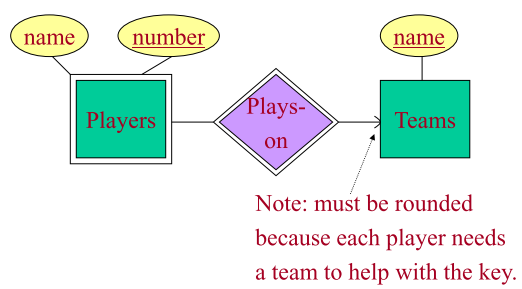 name
number
name
Players
Plays-
on
Teams
Note: must be rounded
because each player needs
a team to help with the key.